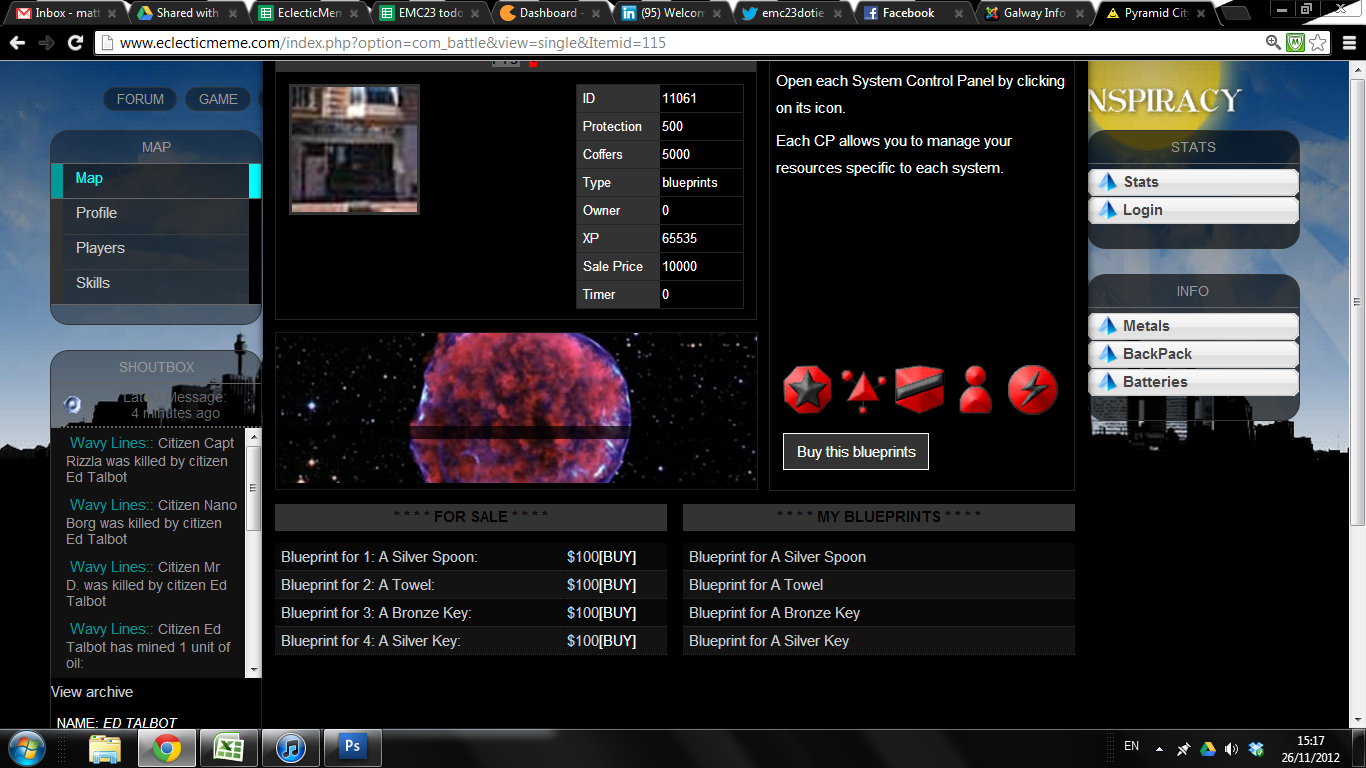 Inbox - mat
Shared with
EclecticMem
EMC23 todo
Dashboard -
(95) Welcom
emc23dotie
Facebook
Galway Info
Pyramid City
www.eclecticmeme.com/index.php?option=com_battle&view=single&Itemid=115
FORUM
GAME
MAP
Map
Profile
Players
Skills
SHOUTBOX
Latest Message:
4 minutes ago
Wavy Lines:: Citizen Capt
Rizzla was killed by citizen
Ed Talbot
Wavy Lines:: Citizen Nano
Borg was killed by citizen
Ed Talbot
Wavy Lines:: Citizen Mr
D. was killed by citizen Ed
Talbot
Wavy Lines:: Citizen Ed
Talbot has mined 1 unit of
oil:
View archive
NAME: ED TALBOT
ID 11061
Protection 500
Coffers 5000
Type blueprints
Owner 0
XP 65535
Sale Price 10000
Timer 0
Open each System Control Panel by clicking
on its icon.
Each CP allows you to manage your
resources specific to each system.
Buy this blueprints
* * * * FOR SALE * * * *
Blueprint for 1: A Silver Spoon: $100[BUY]
Blueprint for 2: A Towel: $100[BUY]
Blueprint for 3: A Bronze Key: $100[BUY]
Blueprint for 4: A Silver Key: $100[BUY]
* * * * MY BLUEPRINTS * * * *
Blueprint for A Silver Spoon
Blueprint for A Towel
Blueprint for A Bronze Key
Blueprint for A Silver Key
NSPIRACY
STATS
Stats
Login
INFO
Metals
BackPack
Batteries
Ps
EN
15:17
26/11/2012